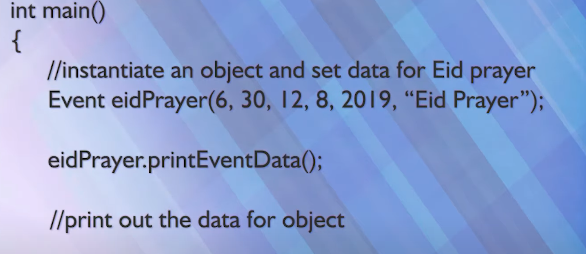 int main()
{
//instantiate an object and set data for Eid prayer
Event eidPrayer(6, 30, 12, 8, 2019, “Eid Prayer”);
eidPrayer.printEventData();
//print out the data for object